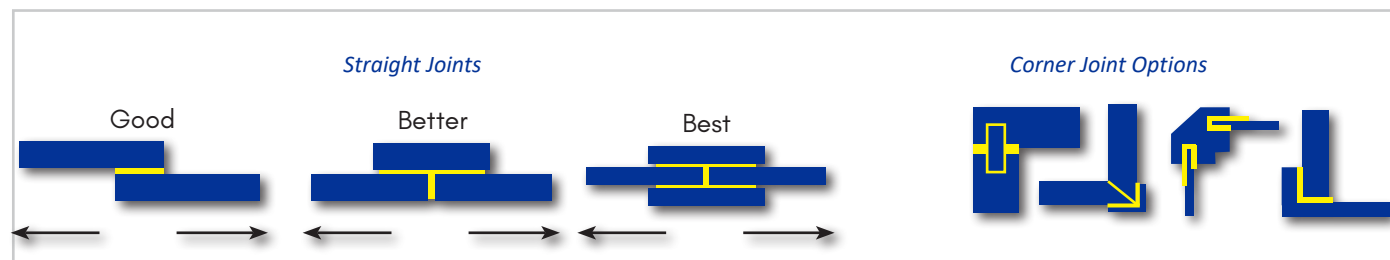 Straight Joints
Corner Joint Options
Good
Better
Best